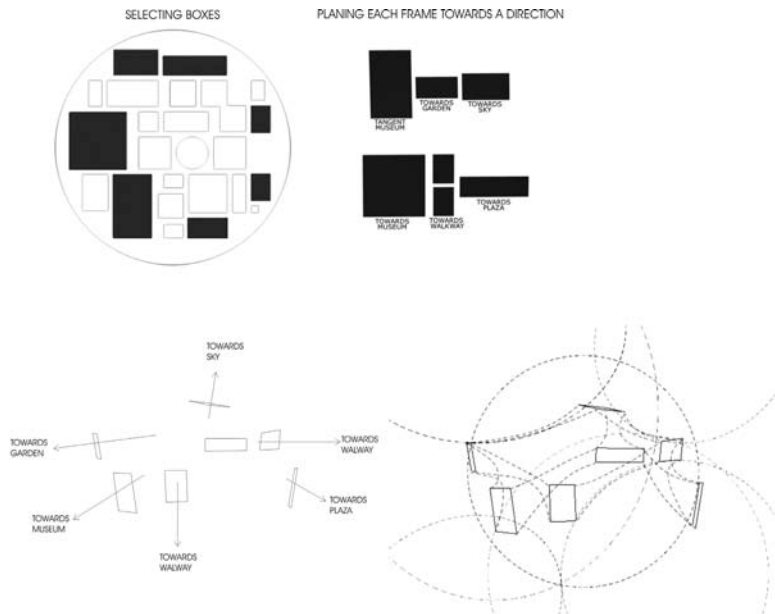 SELECTING BOXES
PLANING EACH FRAME TOWARDS A DIRECTION
TANGENT
MUSEUM
TOWARDS
GARDEN
TOWARDS
SKY
TOWARDS
MUSEUM
TOWARDS
WALKWAY
TOWARDS
PLAZA
TOWARDS
SKY
TOWARDS
GARDEN
TOWARDS
WALWAY
TOWARDS
PLAZA
TOWARDS
MUSEUM
TOWARDS
WALWAY